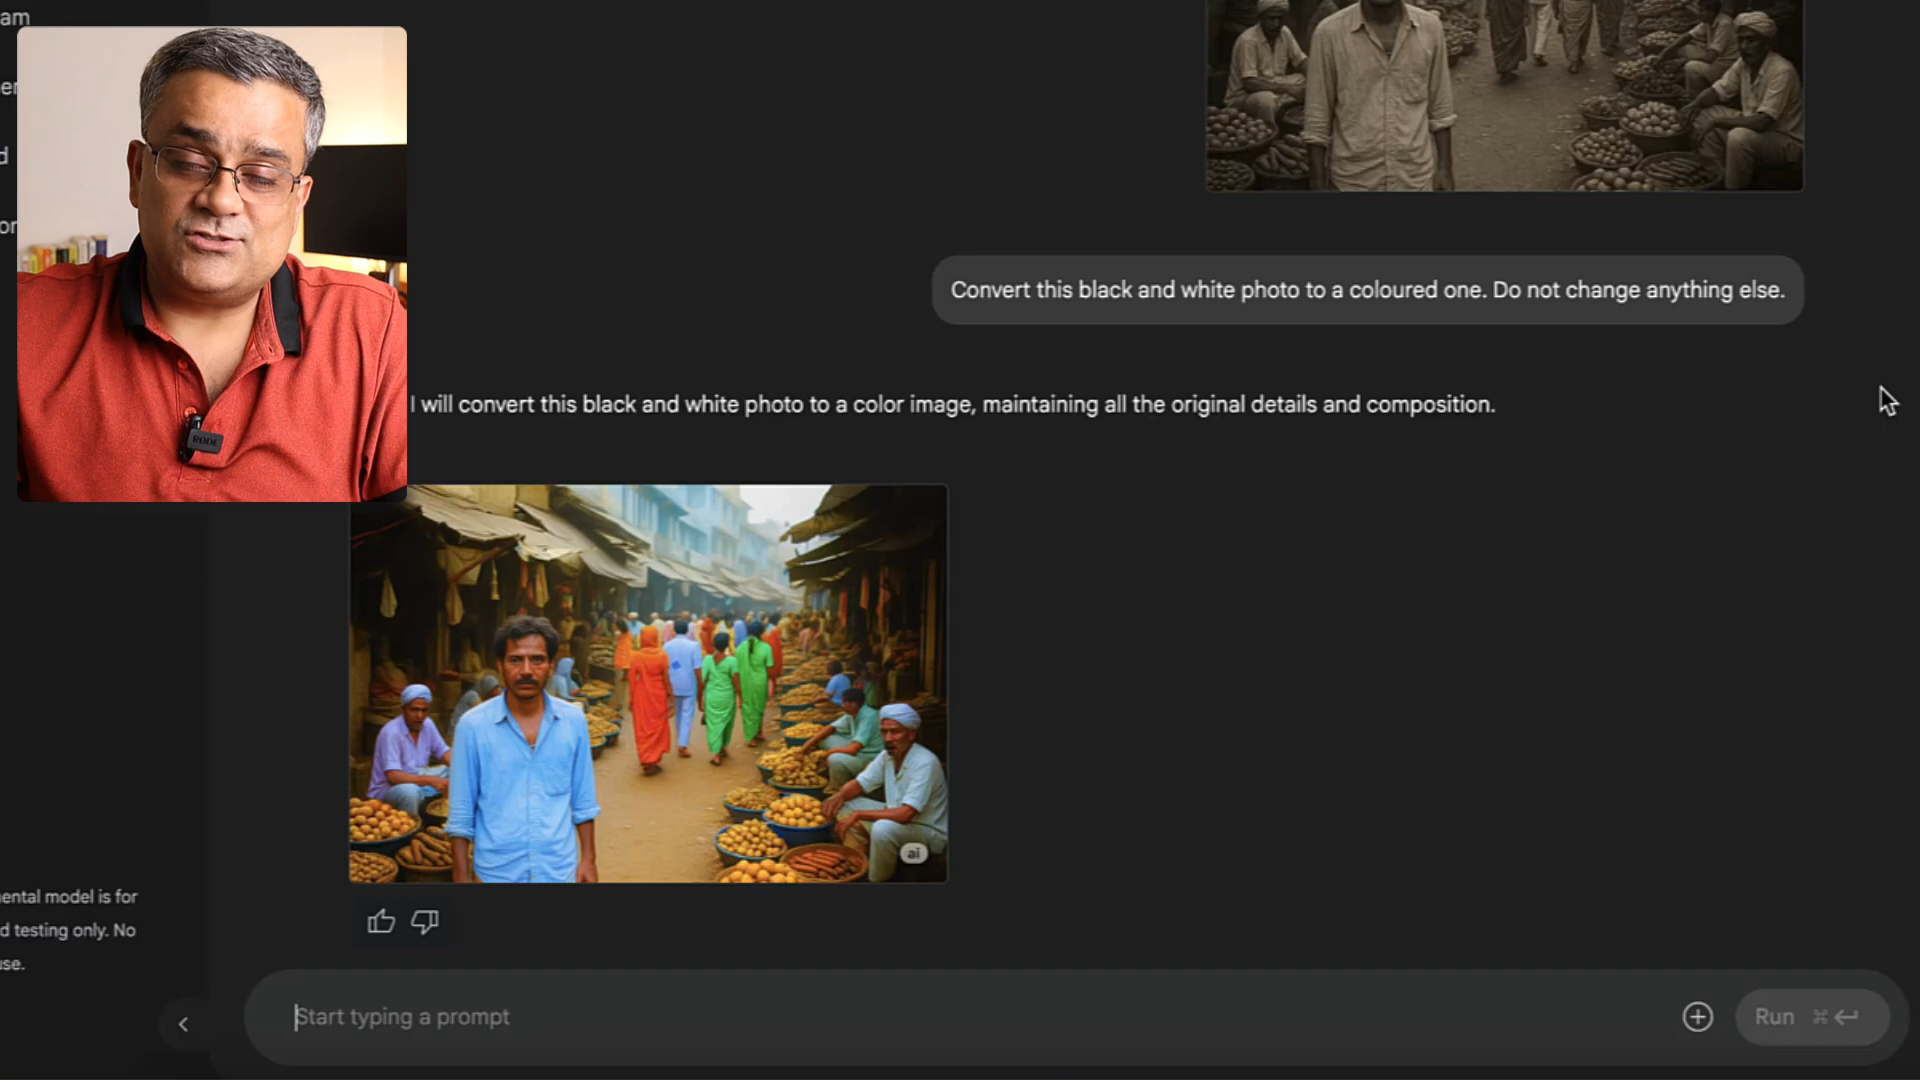 am
Convert this black and white photo to a coloured one. Do not change anything else.
I will convert this black and white photo to a color image, maintaining all the original details and composition.
RODE
ai
ental model is for
d testing only. No
use.
Start typing a prompt
Run ⌘